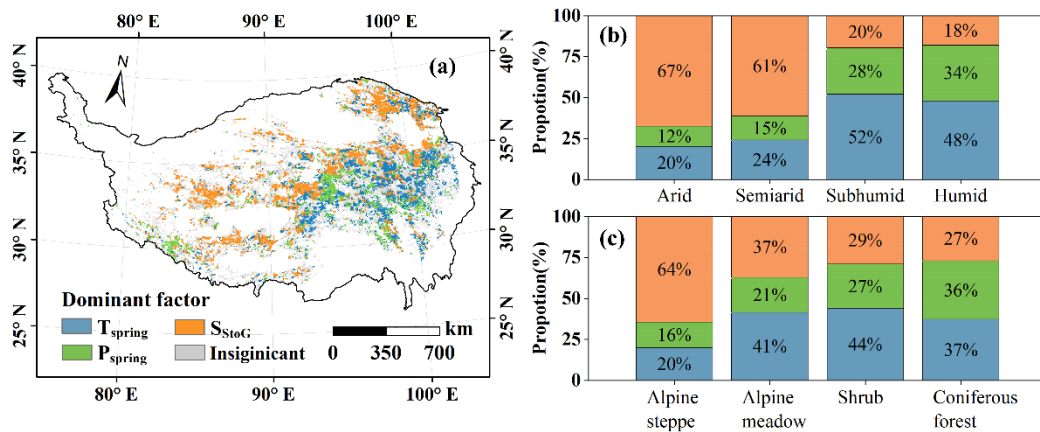 80° E
90° E
100° E
40° N
35° N
30° N
25° N
40° N
35° N
30° N
25° N
N
(a)
Dominant factor
Tspring
SStoG
Pspring
Insiginicant
km
0 350 700
80° E
90° E
100° E
Propotion(%)
100
75
50
25
0
(b)
67%
61%
20%
18%
12%
15%
28%
34%
20%
24%
52%
48%
Arid
Semiarid
Subhumid
Humid
Propotion(%)
100
75
50
25
0
(c)
64%
37%
29%
27%
16%
21%
27%
36%
20%
41%
44%
37%
Alpine
steppe
Alpine
meadow
Shrub
Coniferous
forest